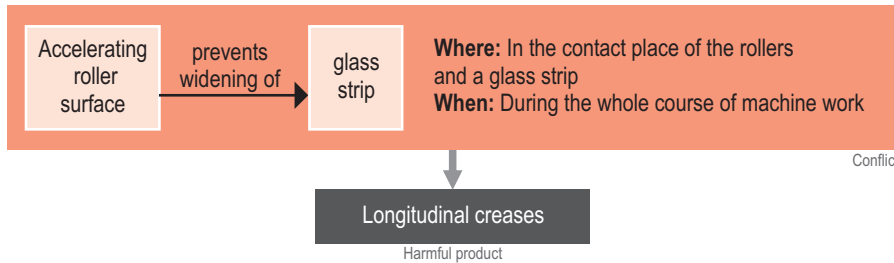 Accelerating
roller
surface
prevents
widening of
glass
strip
Where: In the contact place of the rollers
and a glass strip
When: During the whole course of machine work
Conflic
Longitudinal creases
Harmful product